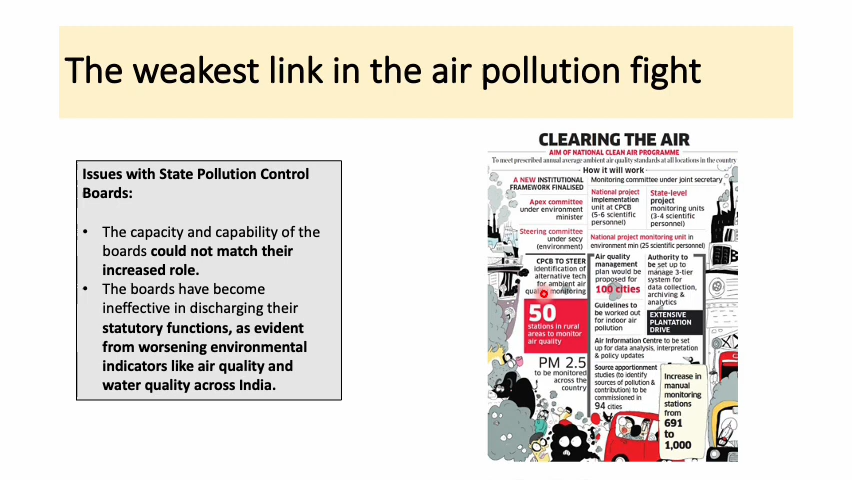 The weakest link in the air pollution fight
Issues with State Pollution Control
Boards:
• The capacity and capability of the
boards could not match their
increased role.
• The boards have become
ineffective in discharging their
statutory functions, as evident
from worsening environmental
indicators like air quality and
water quality across India.
CLEARING THE AIR
AIM OF NATIONAL CLEAN AIR PROGRAMME
To meet prescribed annual average ambient air quality standards at all locations in the country
How it will work
A NEW INSTITUTIONAL
FRAMEWORK FINALISED
Monitoring committee under joint secretary
Apex committee
under environment
minister
National project
implementation
unit at CPCB
(5-6 scientific
personnel)
State-level
project
monitoring units
(3-4 scientific
personnel)
Steering committee
under secy
(environment)
National project monitoring unit in
environment min (25 scientific personnel)
CPCB TO STEER
identification of
alternative tech
for ambient air
quality monitoring
Air quality
management
plan would be
proposed for
100 cities
Authority to
be set up to
manage 3-tier
system for
data collection,
archiving &
analytics
50
stations in rural
areas to monitor
air quality
Guidelines to
be worked out
for indoor air
pollution
EXTENSIVE
PLANTATION
DRIVE
Air Information Centre to be set
up for data analysis, interpretation
& policy updates
PM 2.5
to be monitored
across the
country
Source apportionment
studies (to identify
sources of pollution &
contribution) to be
commissioned in
94 cities
Increase in
manual
monitoring
stations
from
691
to
1,000